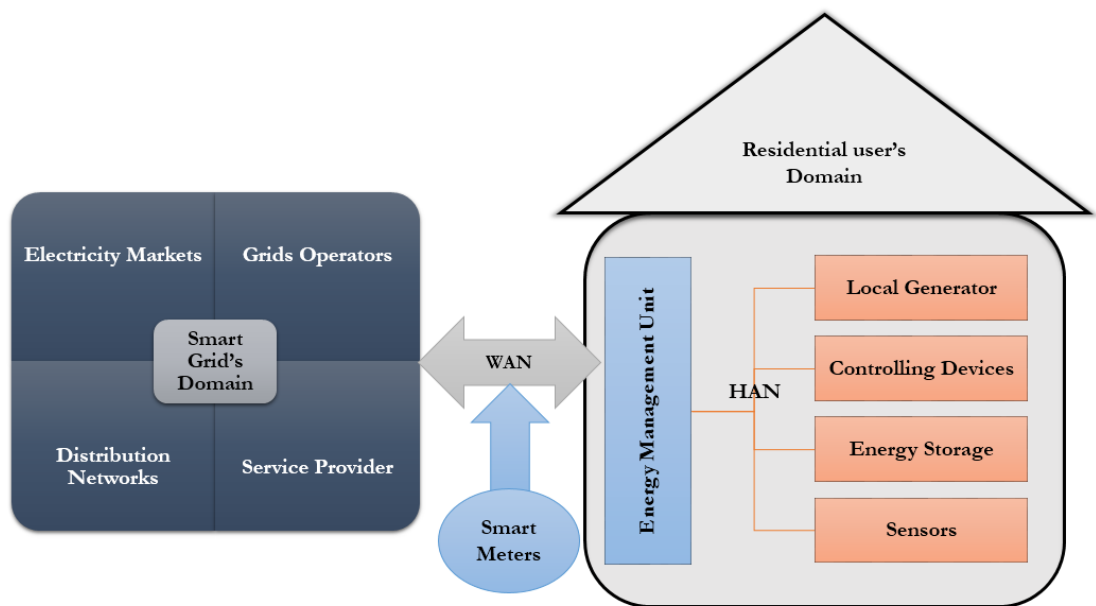 Residential user's
Domain
Electricity Markets
Grids Operators
Smart
Grid's
Domain
Distribution
Networks
Service Provider
WAN
Smart
Meters
Energy Management Unit
HAN
Local Generator
Controlling Devices
Energy Storage
Sensors